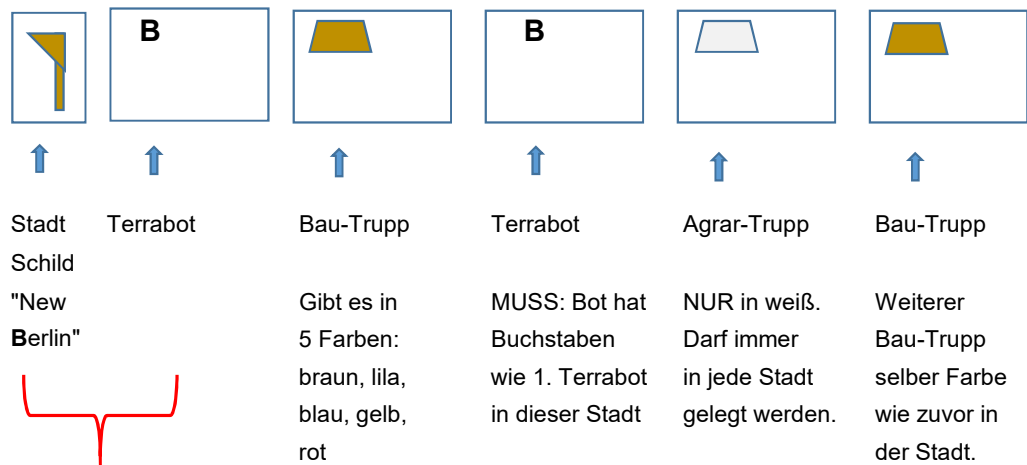 B
B
Stadt
Schild
"New
Berlin"
Terrabot
Bau-Trupp
Gibt es in
5 Farben:
braun, lila,
blau, gelb,
rot
Terrabot
MUSS: Bot hat
Buchstaben
wie 1. Terrabot
in dieser Stadt
Agrar-Trupp
NUR in weiß.
Darf immer
in jede Stadt
gelegt werden.
Bau-Trupp
Weiterer
Bau-Trupp
selber Farbe
wie zuvor in
der Stadt.